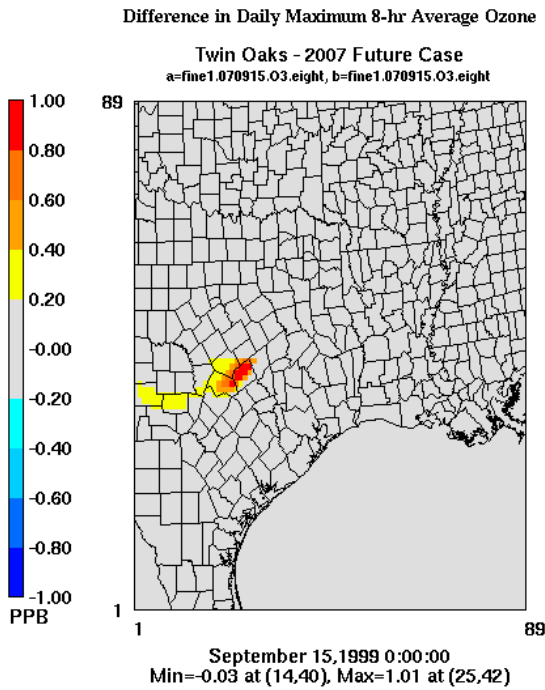 Difference in Daily Maximum 8-hr Average Ozone
Twin Oaks - 2007 Future Case
a=fine1.070915.O3.eight, b=fine1.070915.O3.eight
1.00
0.80
0.60
0.40
0.20
-0.00
-0.20
-0.40
-0.60
-0.80
-1.00
PPB
89
1
1
89
September 15,1999 0:00:00
Min=-0.03 at (14,40), Max=1.01 at (25,42)